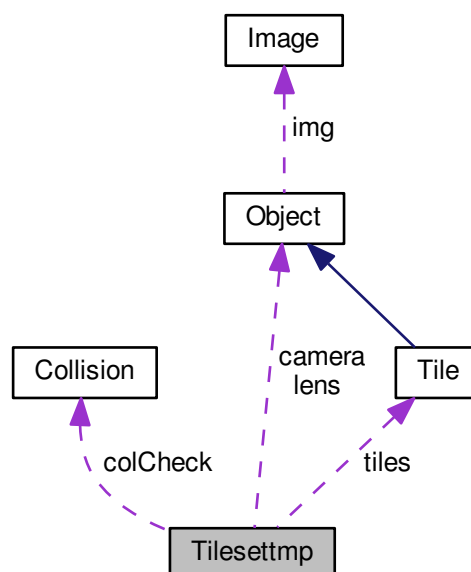 Image
img
Object
camera
lens
Collision
Tile
colCheck
tiles
Tilesettmp